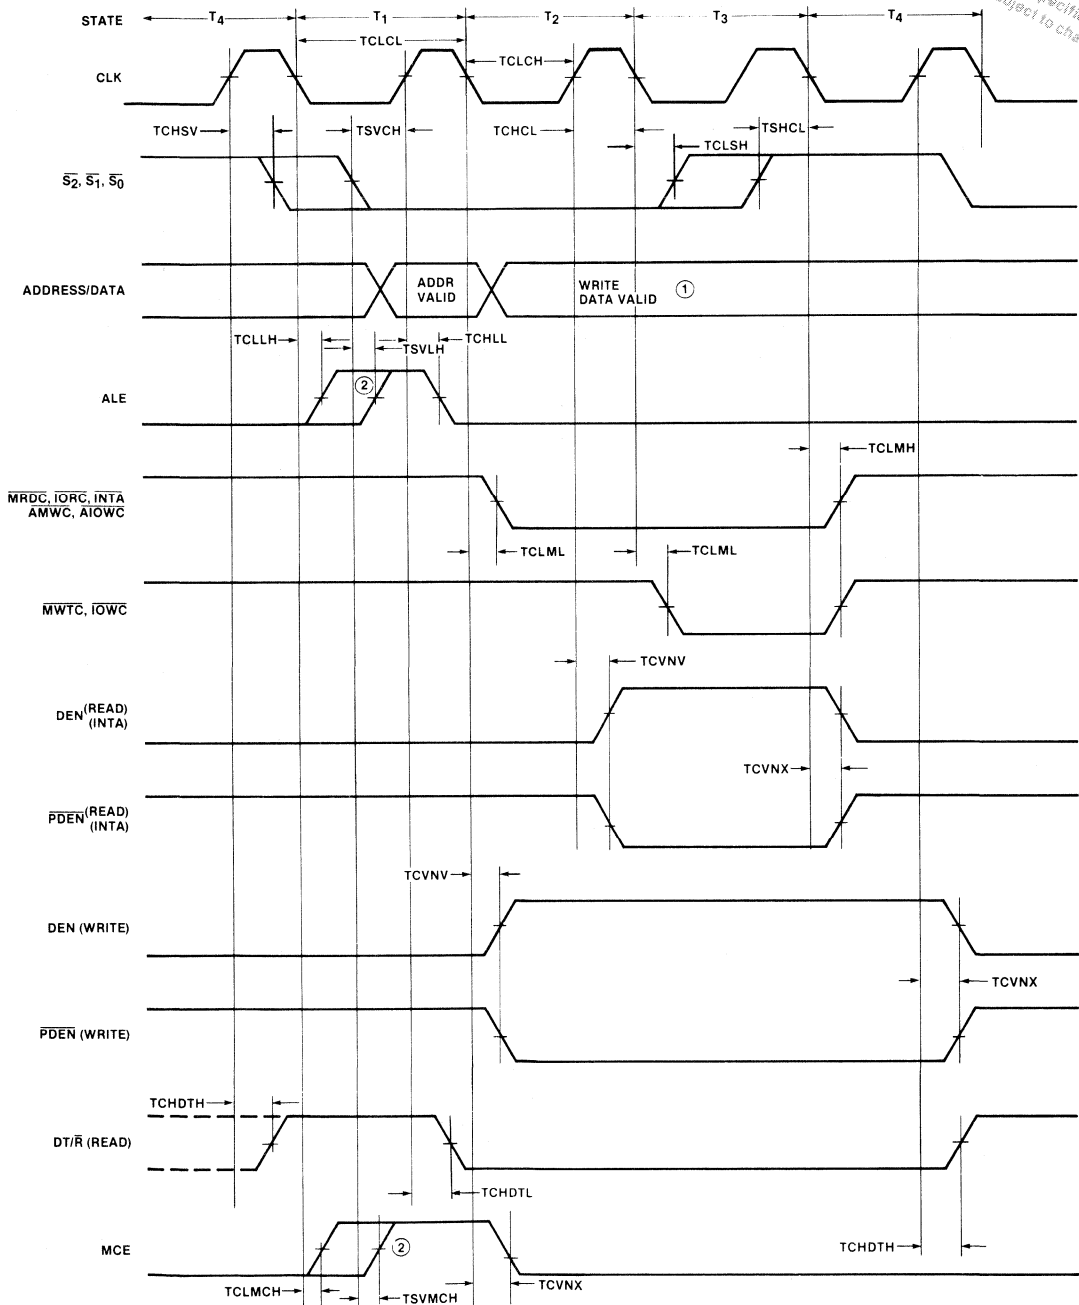 STATE T4 T1 T2 T3 T4
TCLCL
TCLCH
CLK
TCHSV TSVCH TCHCL TSHCL
TCLSH
S2, S1, S0
ADDRESS/DATA
ADDR
VALID
WRITE
DATA VALID 1
TCLLH TSVLH TCHLL
ALE 2
TCLMH
MRDC, IORC, INTA
AMWC, AIOWC
TCLML TCLML
MWTC, IOWC
TCVNV
DEN (READ)
(INTA)
TCVNX
PDEN (READ)
(INTA)
TCVNV
DEN (WRITE)
TCVNX
PDEN (WRITE)
TCHDTH
DT/R (READ)
TCHDTL
MCE 2
TCHDTH
TCLMCH TSVMCH TCVNX